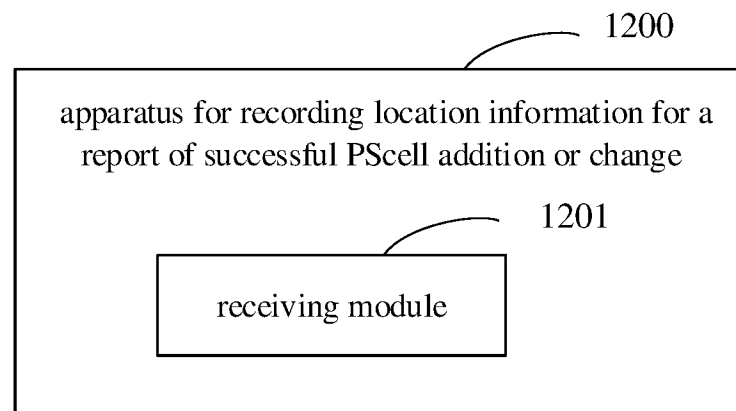 1200
apparatus for recording location information for a
report of successful PScell addition or change
1201
receiving module